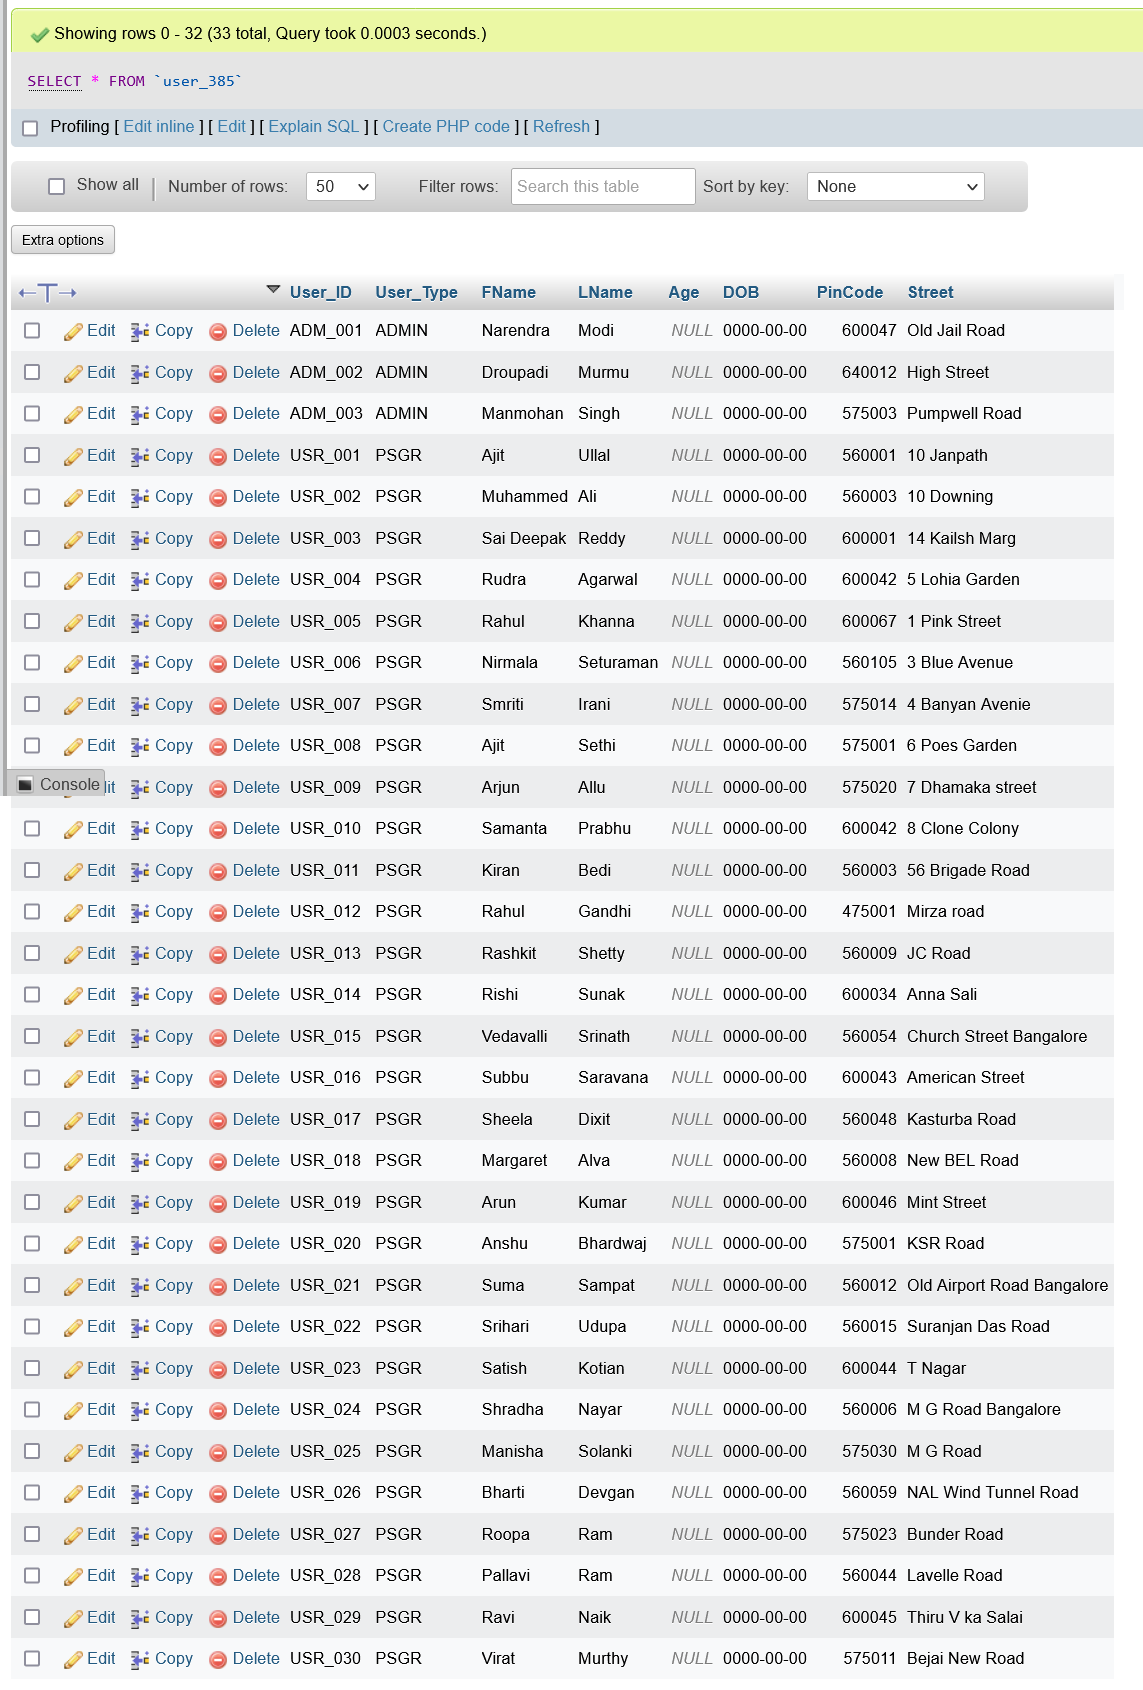 Showing rows 0 - 32 (33 total, Query took 0.0003 seconds.)
SELECT * FROM `user_385`
Profiling [ Edit inline ] [ Edit ] [ Explain SQL ] [ Create PHP code ] [ Refresh ]
Show all Number of rows: 50 Filter rows: Search this table Sort by key: None
Extra options
←T→ User_ID User_Type FName LName Age DOB PinCode Street
Edit Copy Delete ADM_001 ADMIN Narendra Modi NULL 0000-00-00 600047 Old Jail Road
Edit Copy Delete ADM_002 ADMIN Droupadi Murmu NULL 0000-00-00 640012 High Street
Edit Copy Delete ADM_003 ADMIN Manmohan Singh NULL 0000-00-00 575003 Pumpwell Road
Edit Copy Delete USR_001 PSGR Ajit Ullal NULL 0000-00-00 560001 10 Janpath
Edit Copy Delete USR_002 PSGR Muhammed Ali NULL 0000-00-00 560003 10 Downing
Edit Copy Delete USR_003 PSGR Sai Deepak Reddy NULL 0000-00-00 600001 14 Kailsh Marg
Edit Copy Delete USR_004 PSGR Rudra Agarwal NULL 0000-00-00 600042 5 Lohia Garden
Edit Copy Delete USR_005 PSGR Rahul Khanna NULL 0000-00-00 600067 1 Pink Street
Edit Copy Delete USR_006 PSGR Nirmala Seturaman NULL 0000-00-00 560105 3 Blue Avenue
Edit Copy Delete USR_007 PSGR Smriti Irani NULL 0000-00-00 575014 4 Banyan Avenie
Edit Copy Delete USR_008 PSGR Ajit Sethi NULL 0000-00-00 575001 6 Poes Garden
Console dit Copy Delete USR_009 PSGR Arjun Allu NULL 0000-00-00 575020 7 Dhamaka street
Edit Copy Delete USR_010 PSGR Samanta Prabhu NULL 0000-00-00 600042 8 Clone Colony
Edit Copy Delete USR_011 PSGR Kiran Bedi NULL 0000-00-00 560003 56 Brigade Road
Edit Copy Delete USR_012 PSGR Rahul Gandhi NULL 0000-00-00 475001 Mirza road
Edit Copy Delete USR_013 PSGR Rashkit Shetty NULL 0000-00-00 560009 JC Road
Edit Copy Delete USR_014 PSGR Rishi Sunak NULL 0000-00-00 600034 Anna Sali
Edit Copy Delete USR_015 PSGR Vedavalli Srinath NULL 0000-00-00 560054 Church Street Bangalore
Edit Copy Delete USR_016 PSGR Subbu Saravana NULL 0000-00-00 600043 American Street
Edit Copy Delete USR_017 PSGR Sheela Dixit NULL 0000-00-00 560048 Kasturba Road
Edit Copy Delete USR_018 PSGR Margaret Alva NULL 0000-00-00 560008 New BEL Road
Edit Copy Delete USR_019 PSGR Arun Kumar NULL 0000-00-00 600046 Mint Street
Edit Copy Delete USR_020 PSGR Anshu Bhardwaj NULL 0000-00-00 575001 KSR Road
Edit Copy Delete USR_021 PSGR Suma Sampat NULL 0000-00-00 560012 Old Airport Road Bangalore
Edit Copy Delete USR_022 PSGR Srihari Udupa NULL 0000-00-00 560015 Suranjan Das Road
Edit Copy Delete USR_023 PSGR Satish Kotian NULL 0000-00-00 600044 T Nagar
Edit Copy Delete USR_024 PSGR Shradha Nayar NULL 0000-00-00 560006 M G Road Bangalore
Edit Copy Delete USR_025 PSGR Manisha Solanki NULL 0000-00-00 575030 M G Road
Edit Copy Delete USR_026 PSGR Bharti Devgan NULL 0000-00-00 560059 NAL Wind Tunnel Road
Edit Copy Delete USR_027 PSGR Roopa Ram NULL 0000-00-00 575023 Bunder Road
Edit Copy Delete USR_028 PSGR Pallavi Ram NULL 0000-00-00 560044 Lavelle Road
Edit Copy Delete USR_029 PSGR Ravi Naik NULL 0000-00-00 600045 Thiru V ka Salai
Edit Copy Delete USR_030 PSGR Virat Murthy NULL 0000-00-00 575011 Bejai New Road